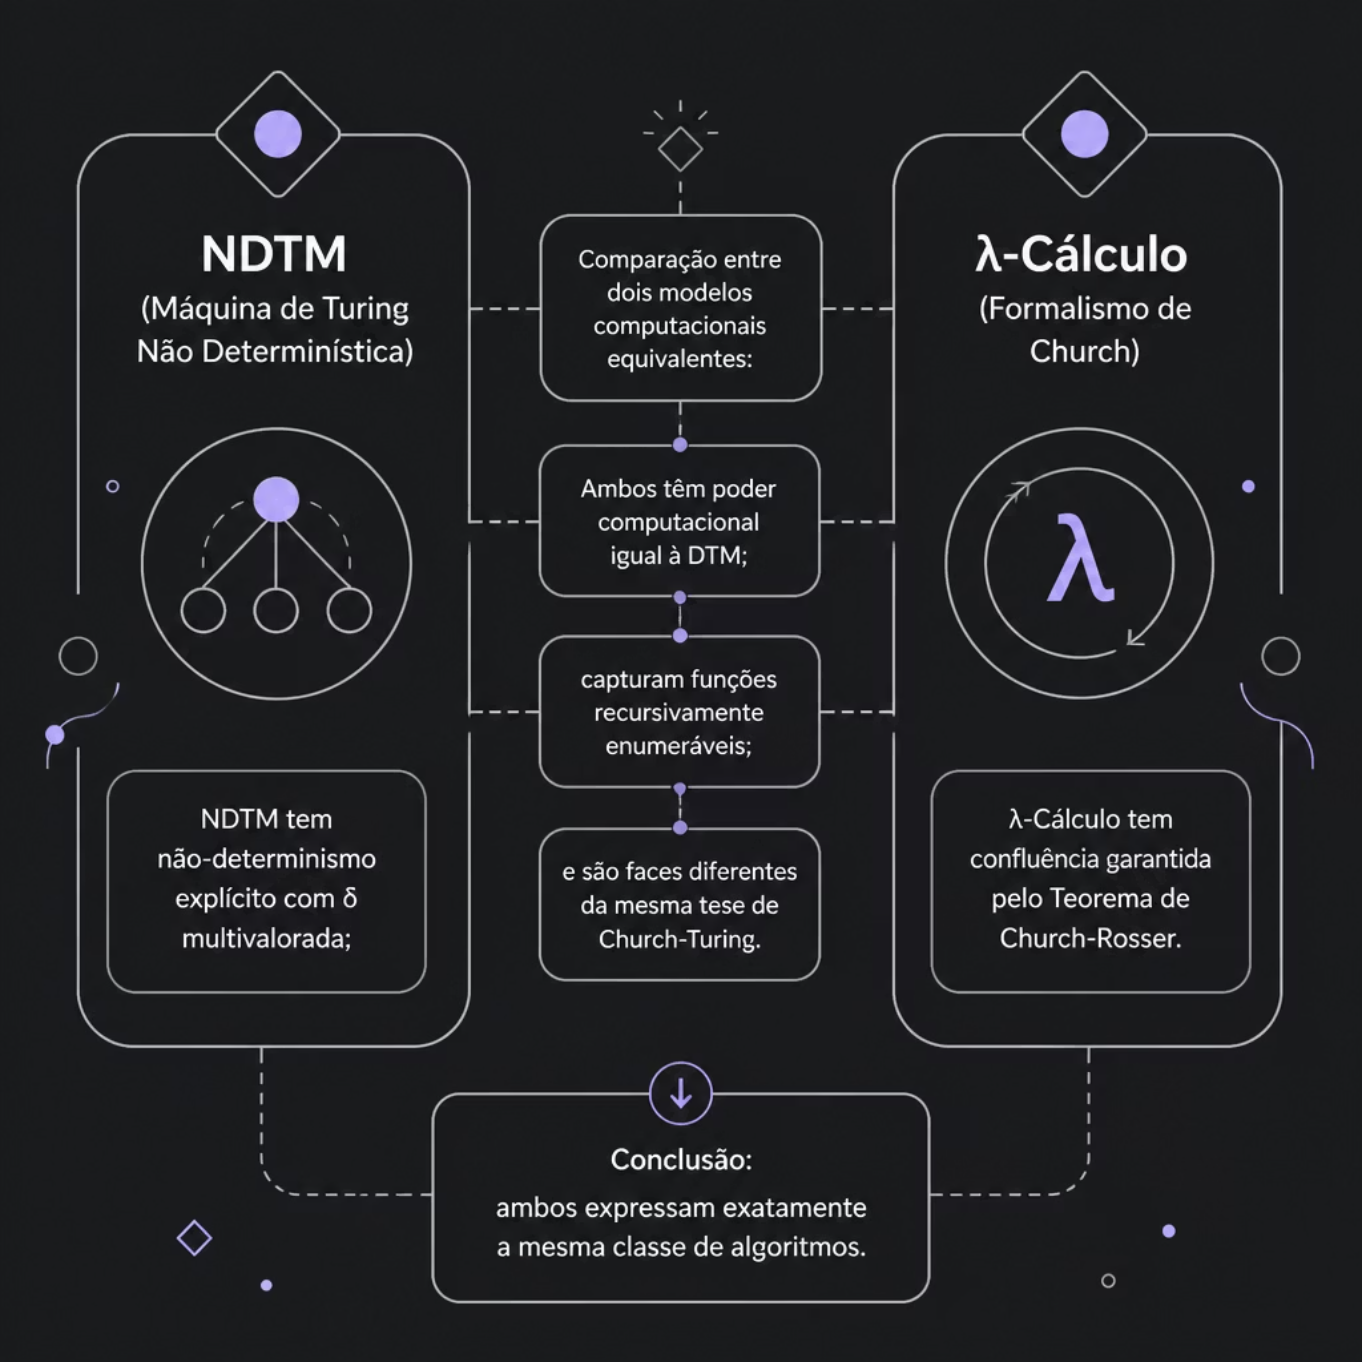 NDTM
(Máquina de Turing
Não Determinística)
NDTM tem
não-determinismo
explícito com δ
multivalorada;
Comparação entre
dois modelos
computacionais
equivalentes:
Ambos têm poder
computacional
igual à DTM;
capturam funções
recursivamente
enumeráveis;
e são faces diferentes
da mesma tese de
Church-Turing.
λ-Cálculo
(Formalismo de
Church)
λ
λ-Cálculo tem
confluência garantida
pelo Teorema de
Church-Rosser.
Conclusão:
ambos expressam exatamente
a mesma classe de algoritmos.